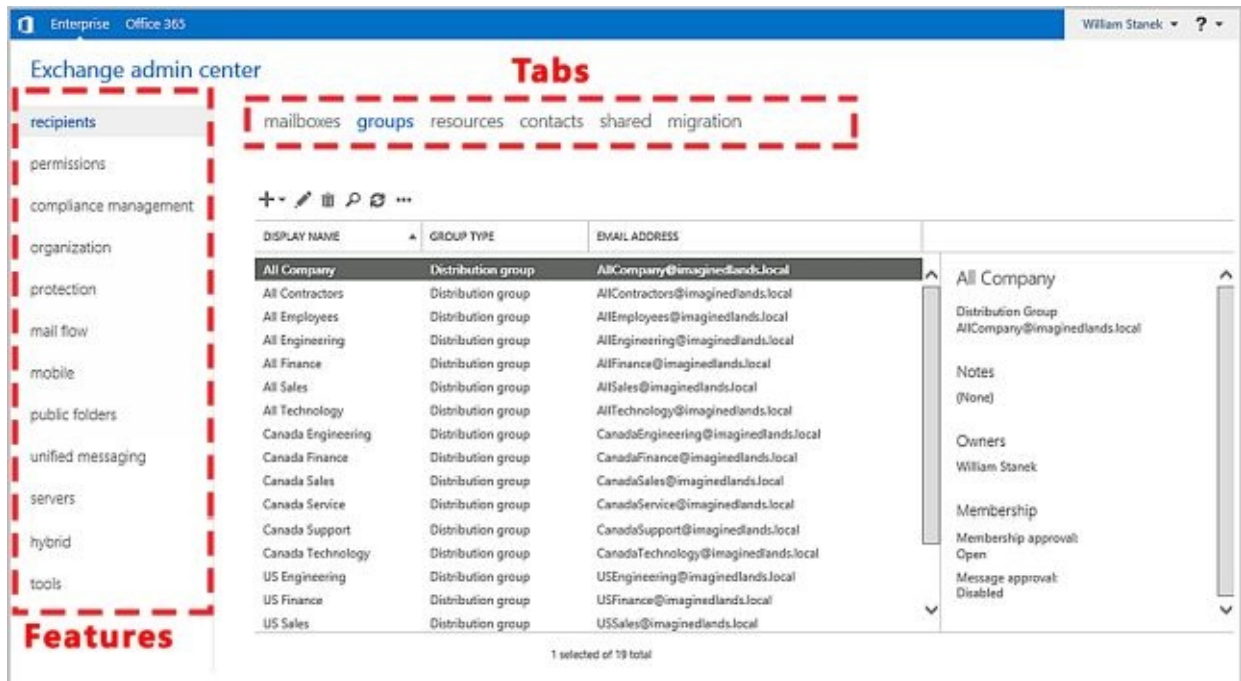 Enterprise Office 365
William Stanek ?
Exchange admin center
Tabs
recipients
permissions
compliance management
organization
protection
mail flow
mobile
public folders
unified messaging
servers
hybrid
tools
Features
mailboxes groups resources contacts shared migration
DISPLAY NAME GROUP TYPE EMAIL ADDRESS
All Company Distribution group AllCompany@imaginedlands.local
All Contractors Distribution group AllContractors@imaginedlands.local
All Employees Distribution group AllEmployees@imaginedlands.local
All Engineering Distribution group AllEngineering@imaginedlands.local
All Finance Distribution group AllFinance@imaginedlands.local
All Sales Distribution group AllSales@imaginedlands.local
All Technology Distribution group AllTechnology@imaginedlands.local
Canada Engineering Distribution group CanadaEngineering@imaginedlands.local
Canada Finance Distribution group CanadaFinance@imaginedlands.local
Canada Sales Distribution group CanadaSales@imaginedlands.local
Canada Service Distribution group CanadaService@imaginedlands.local
Canada Support Distribution group CanadaSupport@imaginedlands.local
Canada Technology Distribution group CanadaTechnology@imaginedlands.local
US Engineering Distribution group USEngineering@imaginedlands.local
US Finance Distribution group USFinance@imaginedlands.local
US Sales Distribution group USSales@imaginedlands.local
1 selected of 19 total
All Company
Distribution Group
AllCompany@imaginedlands.local
Notes
(None)
Owners
William Stanek
Membership
Membership approval:
Open
Message approval:
Disabled